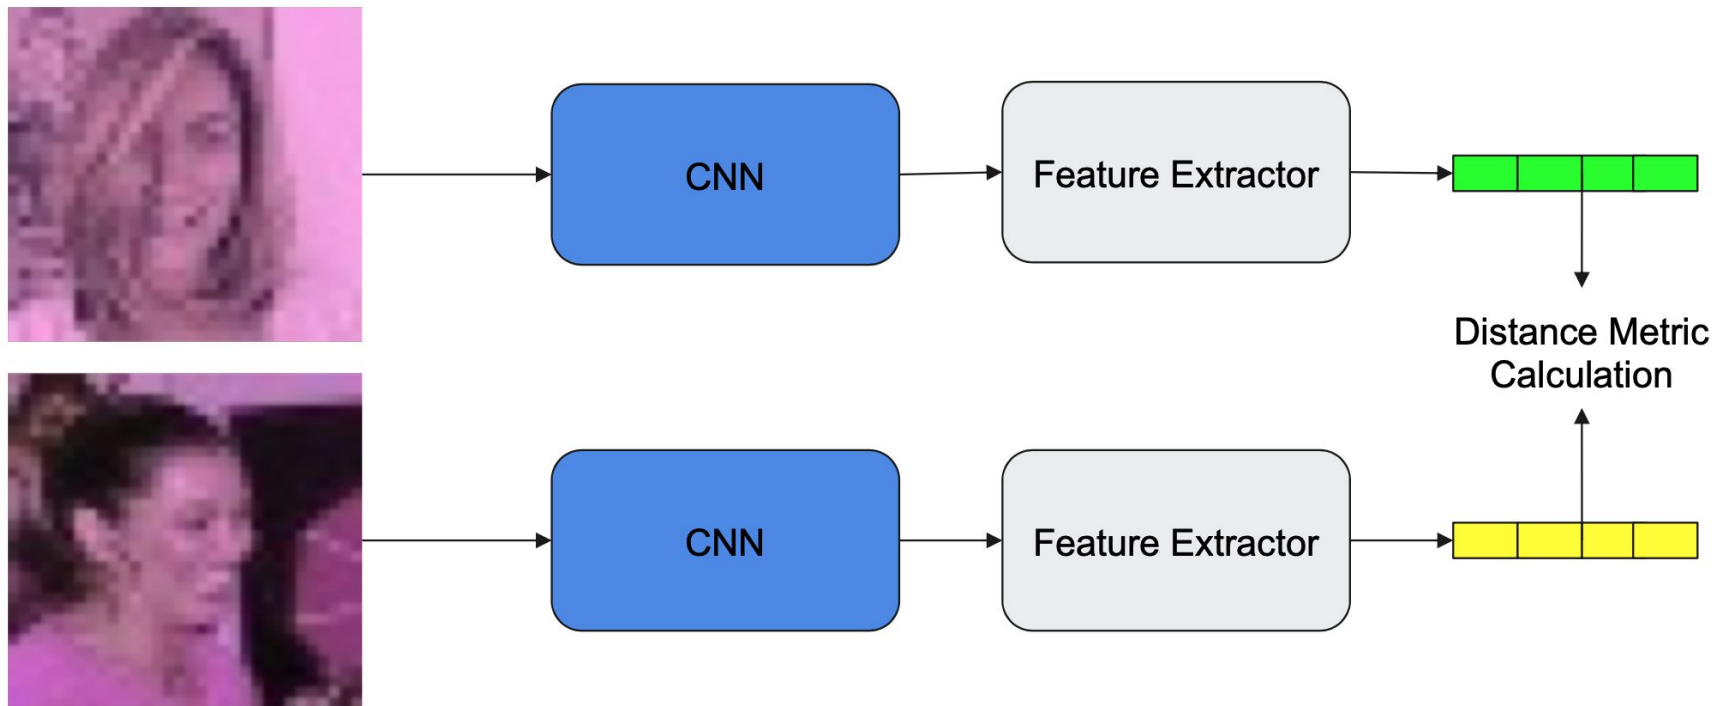 CNN
Feature Extractor
Distance Metric
Calculation
CNN
Feature Extractor